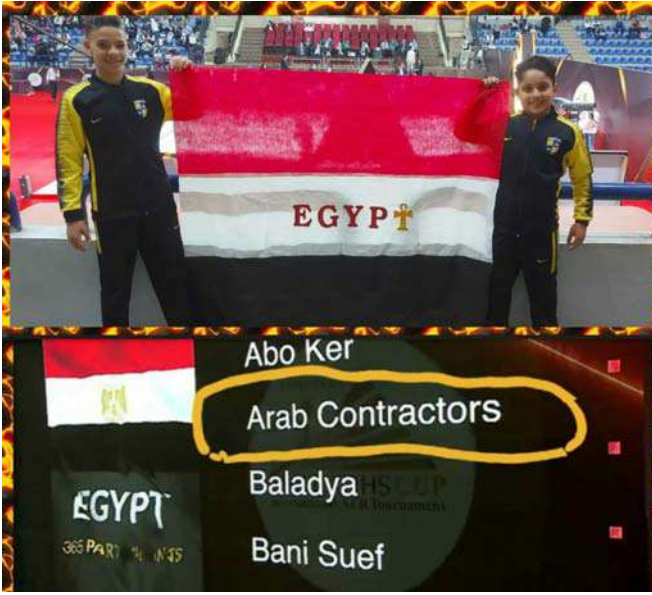 EGYPT
Abo Ker
Arab Contractors
Baladya
EGYPT
Bani Suef